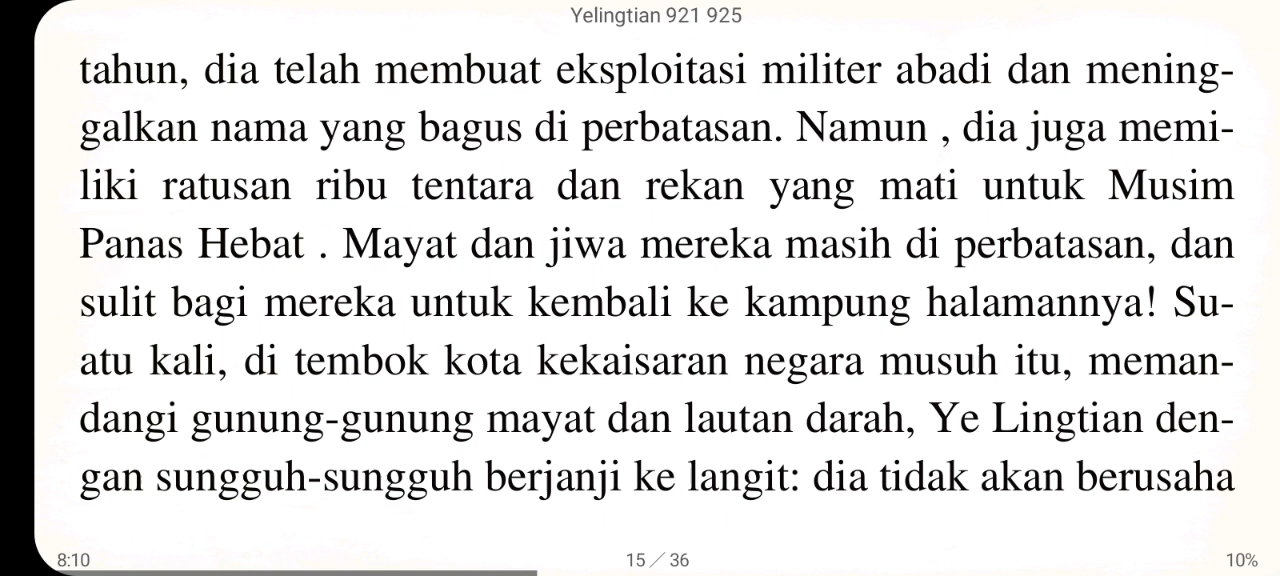 Yelingtian 921 925
tahun, dia telah membuat eksploitasi militer abadi dan mening-
galkan nama yang bagus di perbatasan. Namun , dia juga memi-
liki ratusan ribu tentara dan rekan yang mati untuk Musim
Panas Hebat . Mayat dan jiwa mereka masih di perbatasan, dan
sulit bagi mereka untuk kembali ke kampung halamannya! Su-
atu kali, di tembok kota kekaisaran negara musuh itu, meman-
dangi gunung-gunung mayat dan lautan darah, Ye Lingtian den-
gan sungguh-sungguh berjanji ke langit: dia tidak akan berusaha
8:10 15 / 36 10%